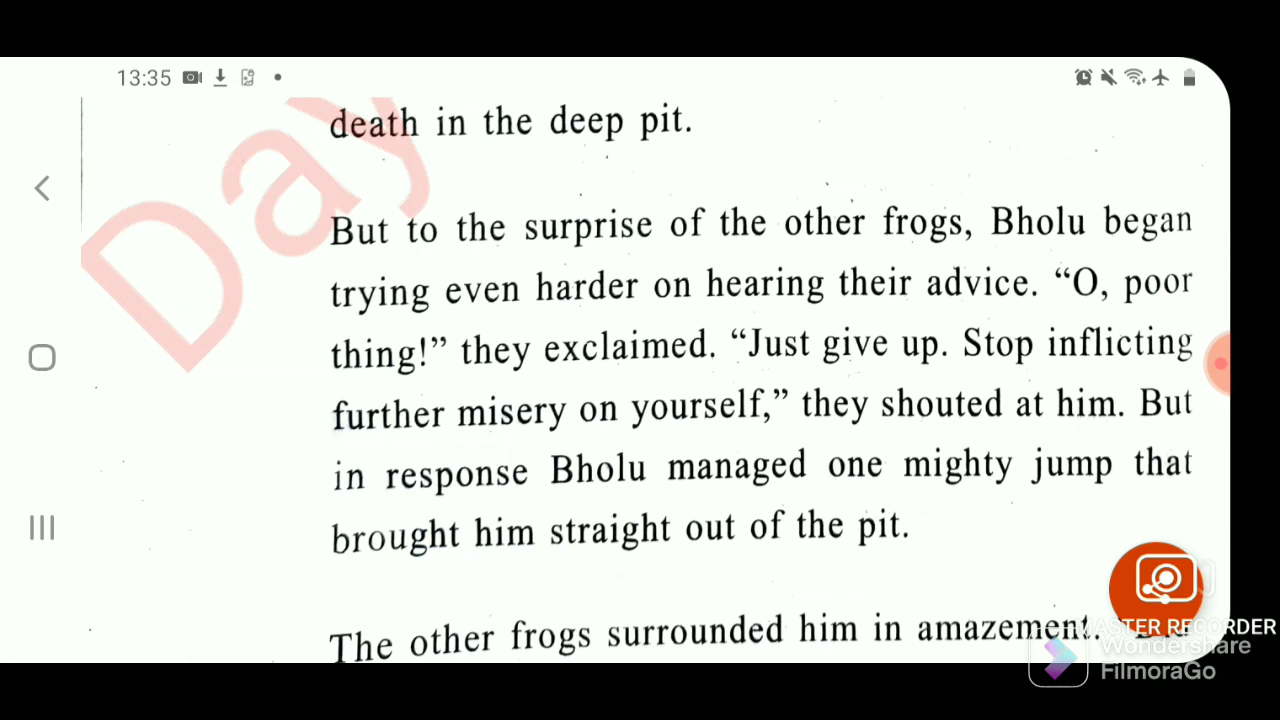 13:35
death in the deep pit.
Day
But to the surprise of the other frogs, Bholu began
trying even harder on hearing their advice. “O, poor
thing!” they exclaimed. “Just give up. Stop inflicting
further misery on yourself,” they shouted at him. But
in response Bholu managed one mighty jump that
brought him straight out of the pit.
The other frogs surrounded him in amazement.
MASTER RECORDER
Wondershare
FilmoraGo